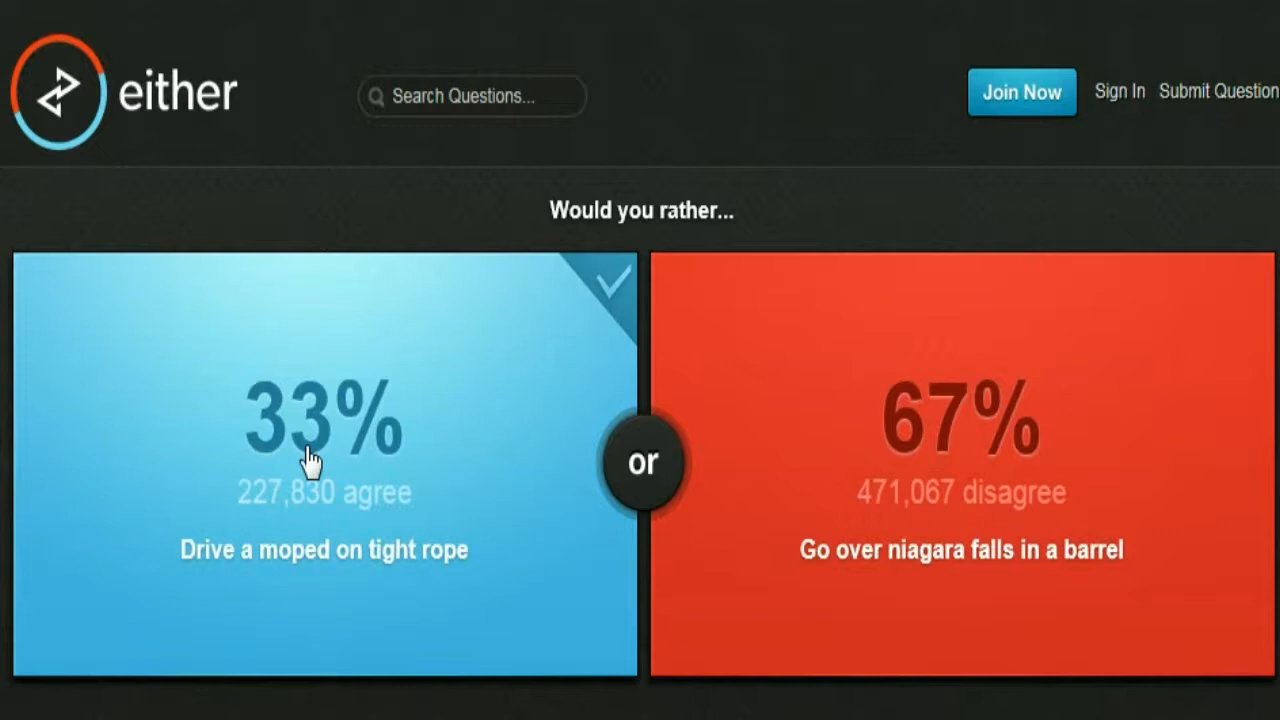 either
Search Questions...
Join Now
Sign In
Submit Question
Would you rather...
33%
227,830 agree
Drive a moped on tight rope
or
67%
471,067 disagree
Go over niagara falls in a barrel